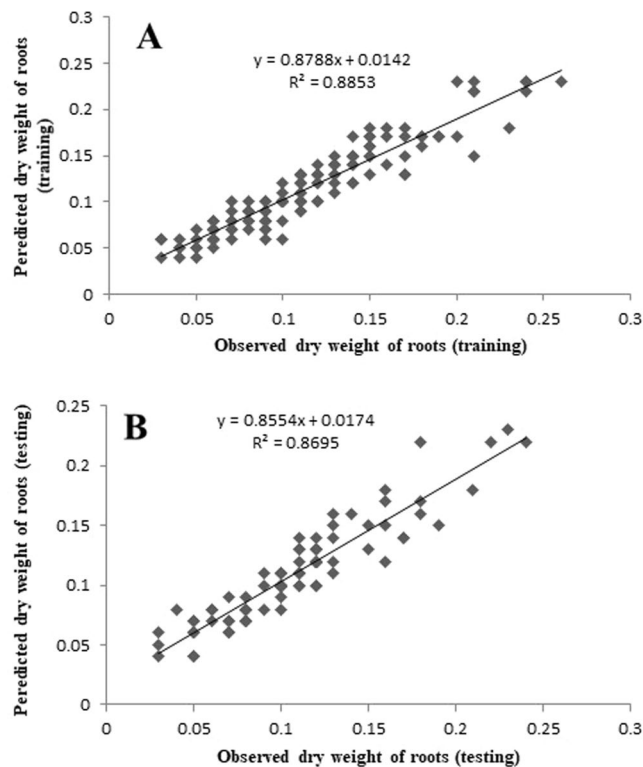 A
y = 0.8788x + 0.0142
R² = 0.8853
Peredicted dry weight of roots
(training)
0.3
0.25
0.2
0.15
0.1
0.05
0
0 0.05 0.1 0.15 0.2 0.25 0.3
Observed dry weight of roots (training)
B
y = 0.8554x + 0.0174
R² = 0.8695
Peredicted dry weight of roots (testing)
0.25
0.2
0.15
0.1
0.05
0
0 0.05 0.1 0.15 0.2 0.25 0.3
Observed dry weight of roots (testing)